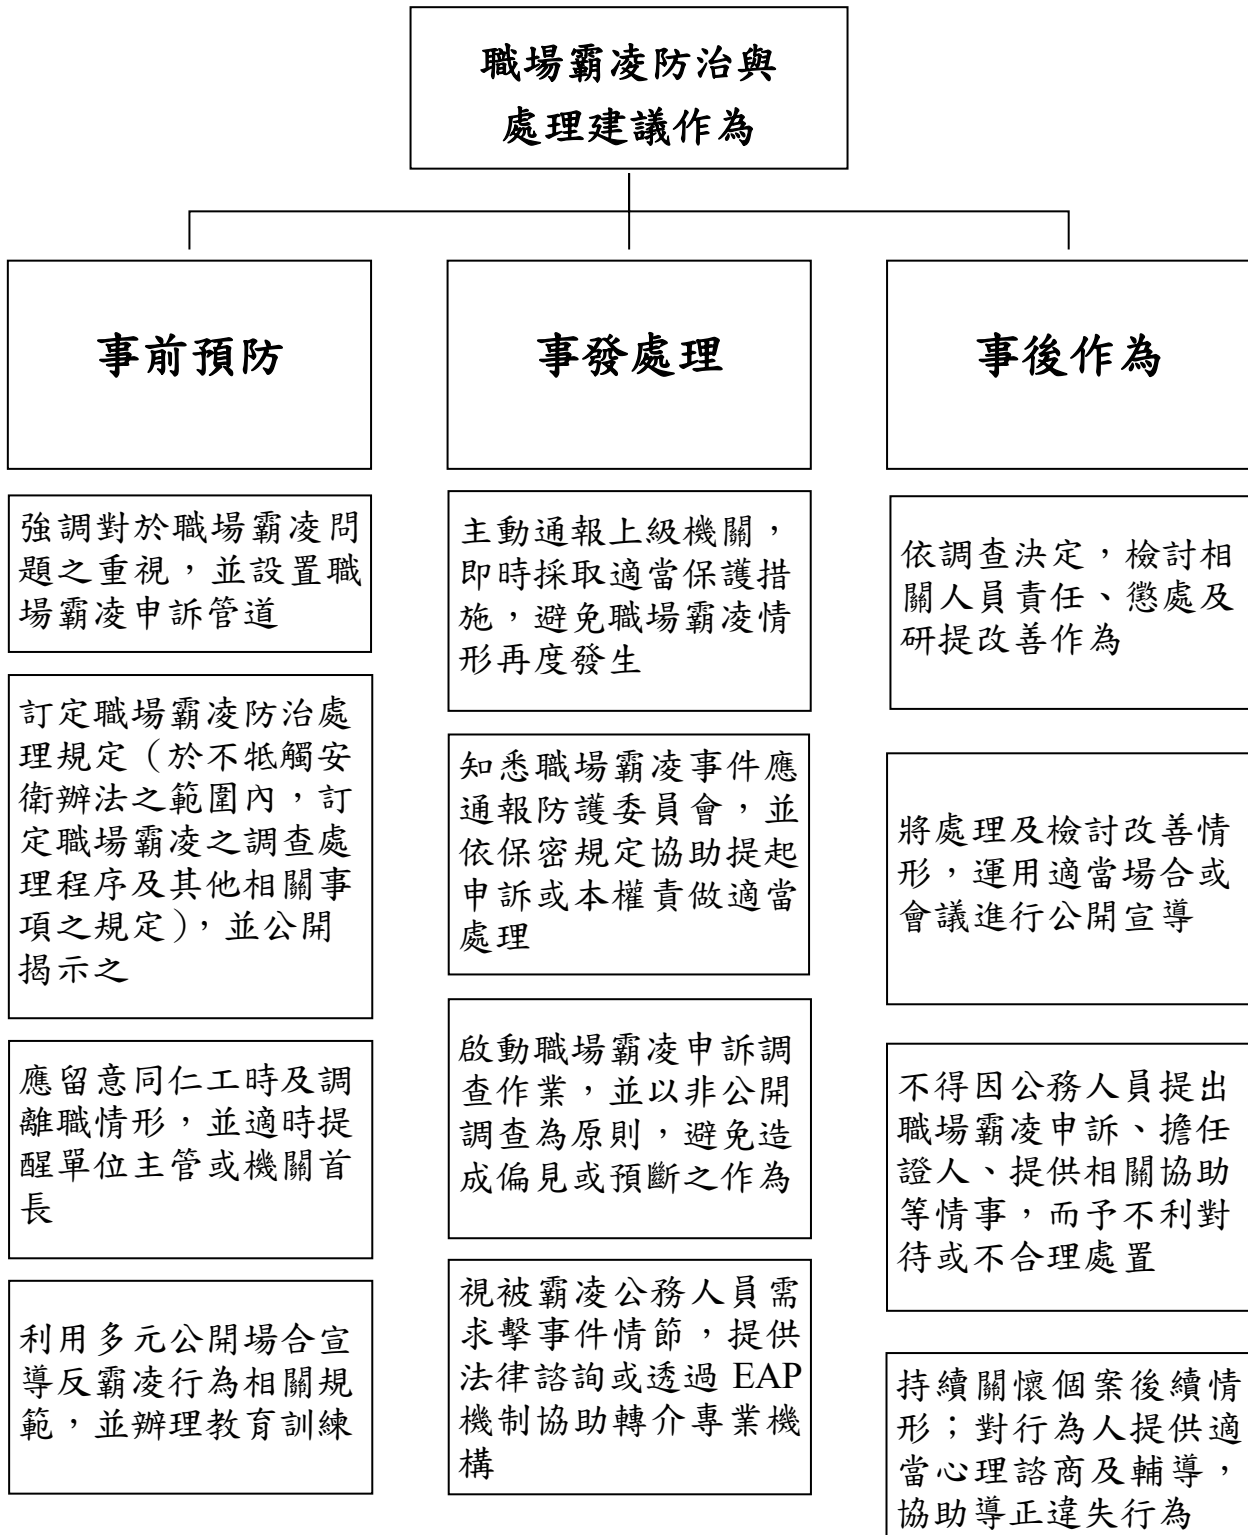 職場霸凌防治與
處理建議作為
事前預防
強調對於職場霸凌問
題之重視，並設置職
場霸凌申訴管道
訂定職場霸凌防治處
理規定（於不牴觸安
衛辦法之範圍內，訂
定職場霸凌之調查處
理程序及其他相關事
項之規定），並公開
揭示之
應留意同仁工時及調
離職情形，並適時提
醒單位主管或機關首
長
利用多元公開場合宣
導反霸凌行為相關規
範，並辦理教育訓練
事發處理
主動通報上級機關，
即時採取適當保護措
施，避免職場霸凌情
形再度發生
知悉職場霸凌事件應
通報防護委員會，並
依保密規定協助提起
申訴或本權責做適當
處理
啟動職場霸凌申訴調
查作業，並以非公開
調查為原則，避免造
成偏見或預斷之作為
視被霸凌公務人員需
求擊事件情節，提供
法律諮詢或透過 EAP
機制協助轉介專業機
構
事後作為
依調查決定，檢討相
關人員責任、懲處及
研提改善作為
將處理及檢討改善情
形，運用適當場合或
會議進行公開宣導
不得因公務人員提出
職場霸凌申訴、擔任
證人、提供相關協助
等情事，而予不利對
待或不合理處置
持續關懷個案後續情
形；對行為人提供適
當心理諮商及輔導，
協助導正違失行為